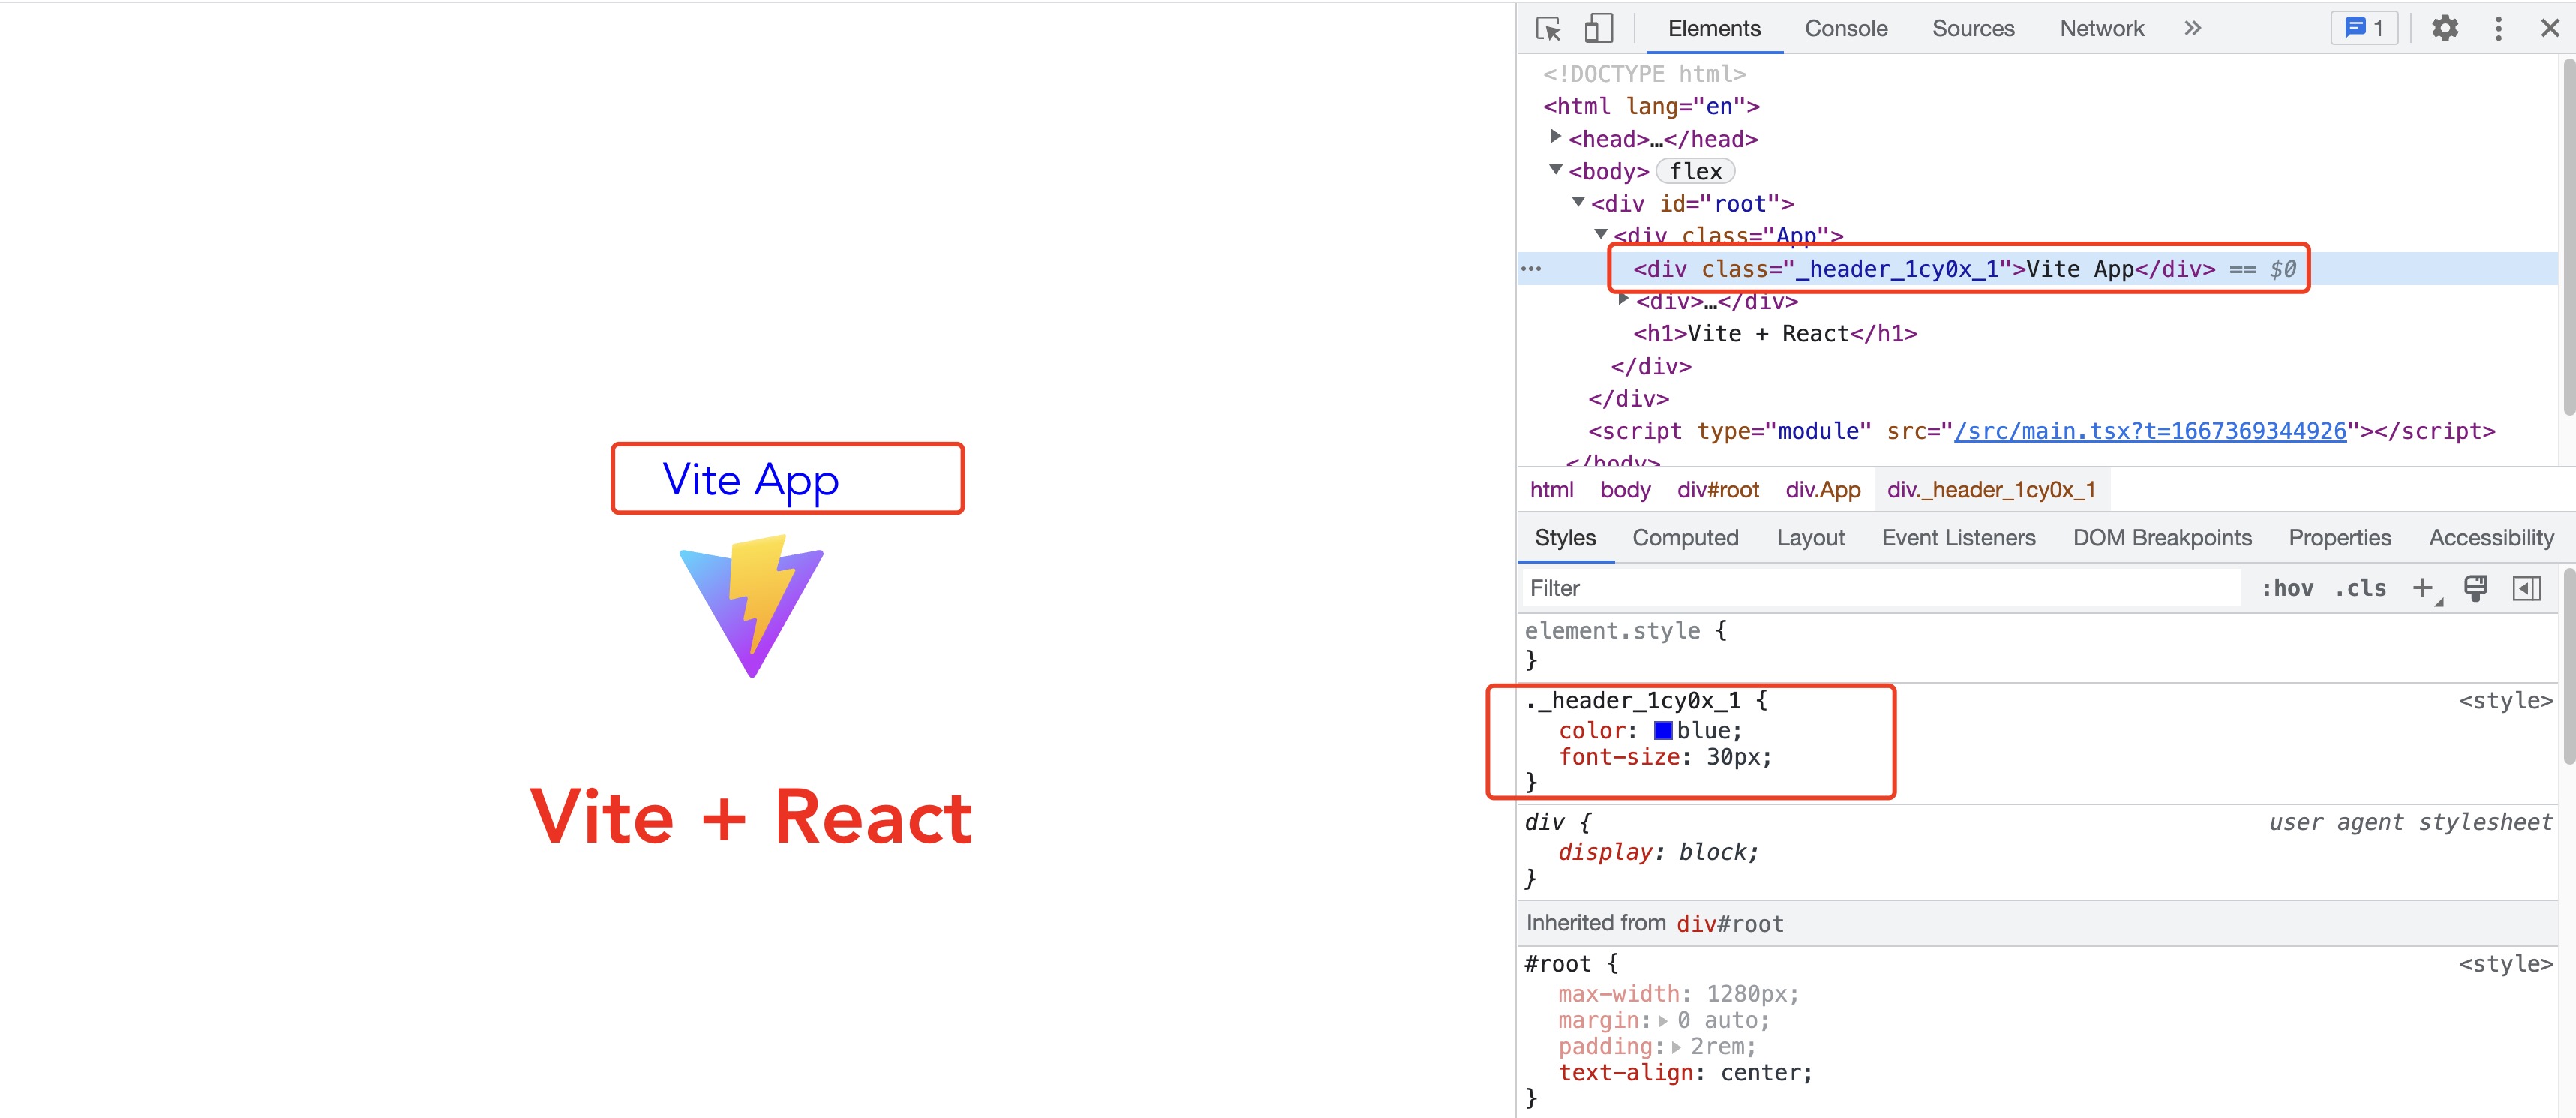 Vite App
Vite + React
Elements Console Sources Network » 1
<!DOCTYPE html>
<html lang="en">
<head>…</head>
<body> flex
<div id="root">
<div class="App">
<div class="_header_1cy0x_1">Vite App</div> == $0
<div>…</div>
<h1>Vite + React</h1>
</div>
</div>
<script type="module" src="/src/main.tsx?t=1667369344926"></script>
</body>
html body div#root div.App div._header_1cy0x_1
Styles Computed Layout Event Listeners DOM Breakpoints Properties Accessibility
Filter :hov .cls +
element.style {
}
._header_1cy0x_1 { <style>
color: blue;
font-size: 30px;
}
div { user agent stylesheet
display: block;
}
Inherited from div#root
#root { <style>
max-width: 1280px;
margin: 0 auto;
padding: 2rem;
text-align: center;
}